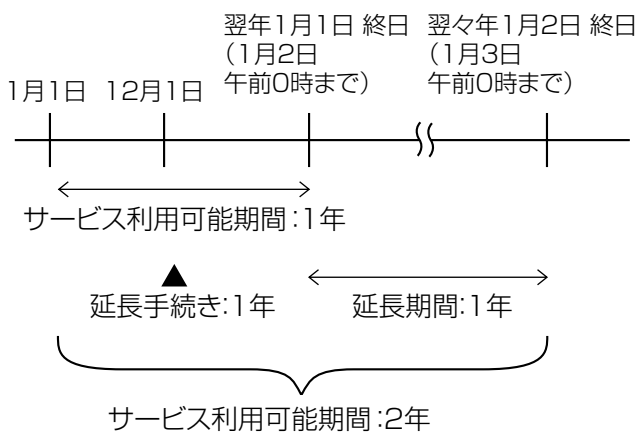 翌年1月1日 終日
(1月2日
午前0時まで)
翌々年1月2日 終日
(1月3日
午前0時まで)
1月1日
12月1日
サービス利用可能期間:1年
延長手続き:1年
延長期間:1年
サービス利用可能期間:2年